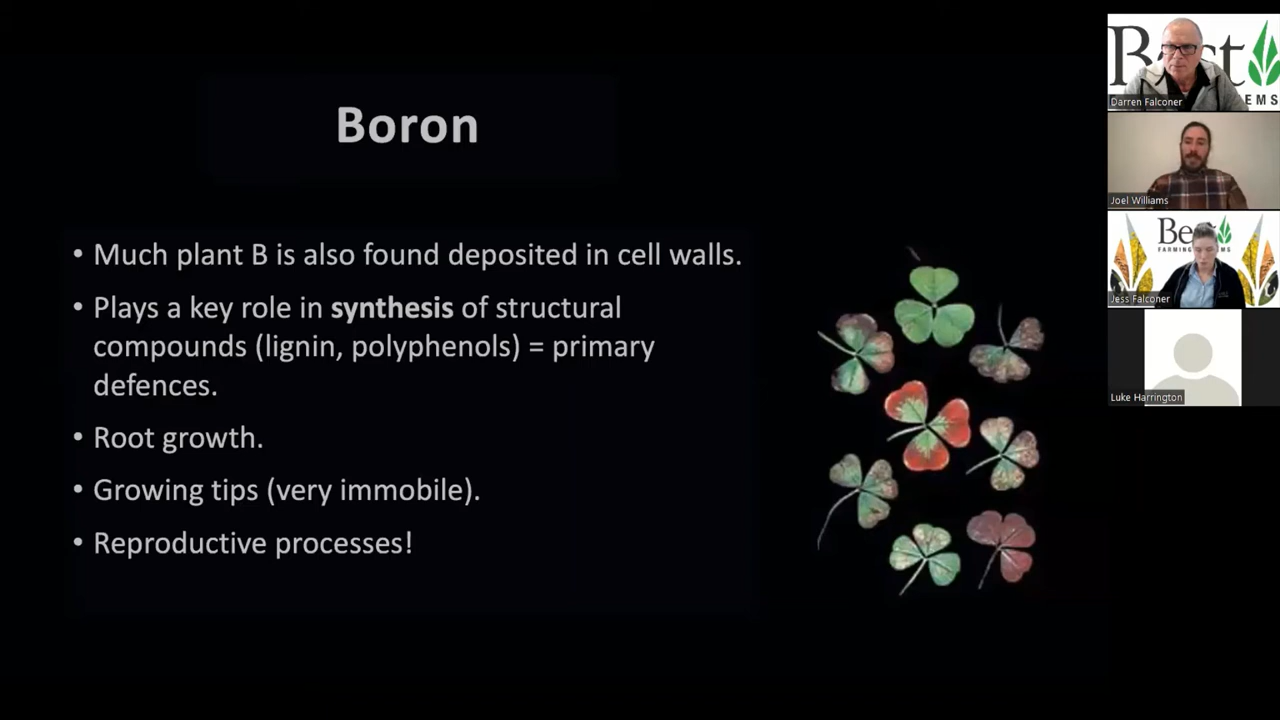 Boron
• Much plant B is also found deposited in cell walls.
• Plays a key role in synthesis of structural
compounds (lignin, polyphenols) = primary
defences.
• Root growth.
• Growing tips (very immobile).
• Reproductive processes!
Darren Falconer
EMS
Joel Williams
Jess Falconer
Luke Harrington